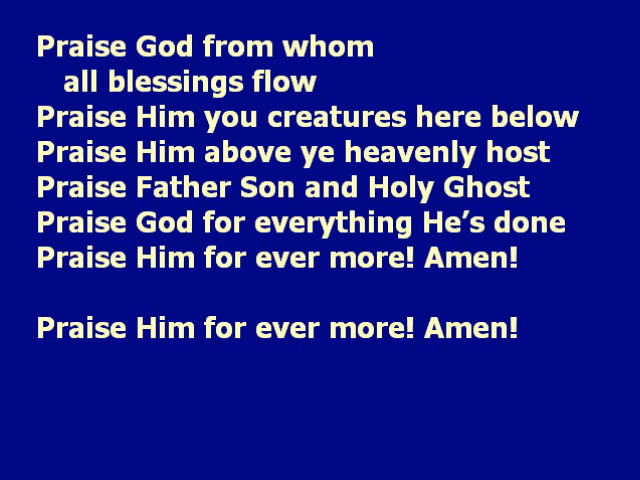 Praise God from whom
all blessings flow
Praise Him you creatures here below
Praise Him above ye heavenly host
Praise Father Son and Holy Ghost
Praise God for everything He’s done
Praise Him for ever more! Amen!
Praise Him for ever more! Amen!